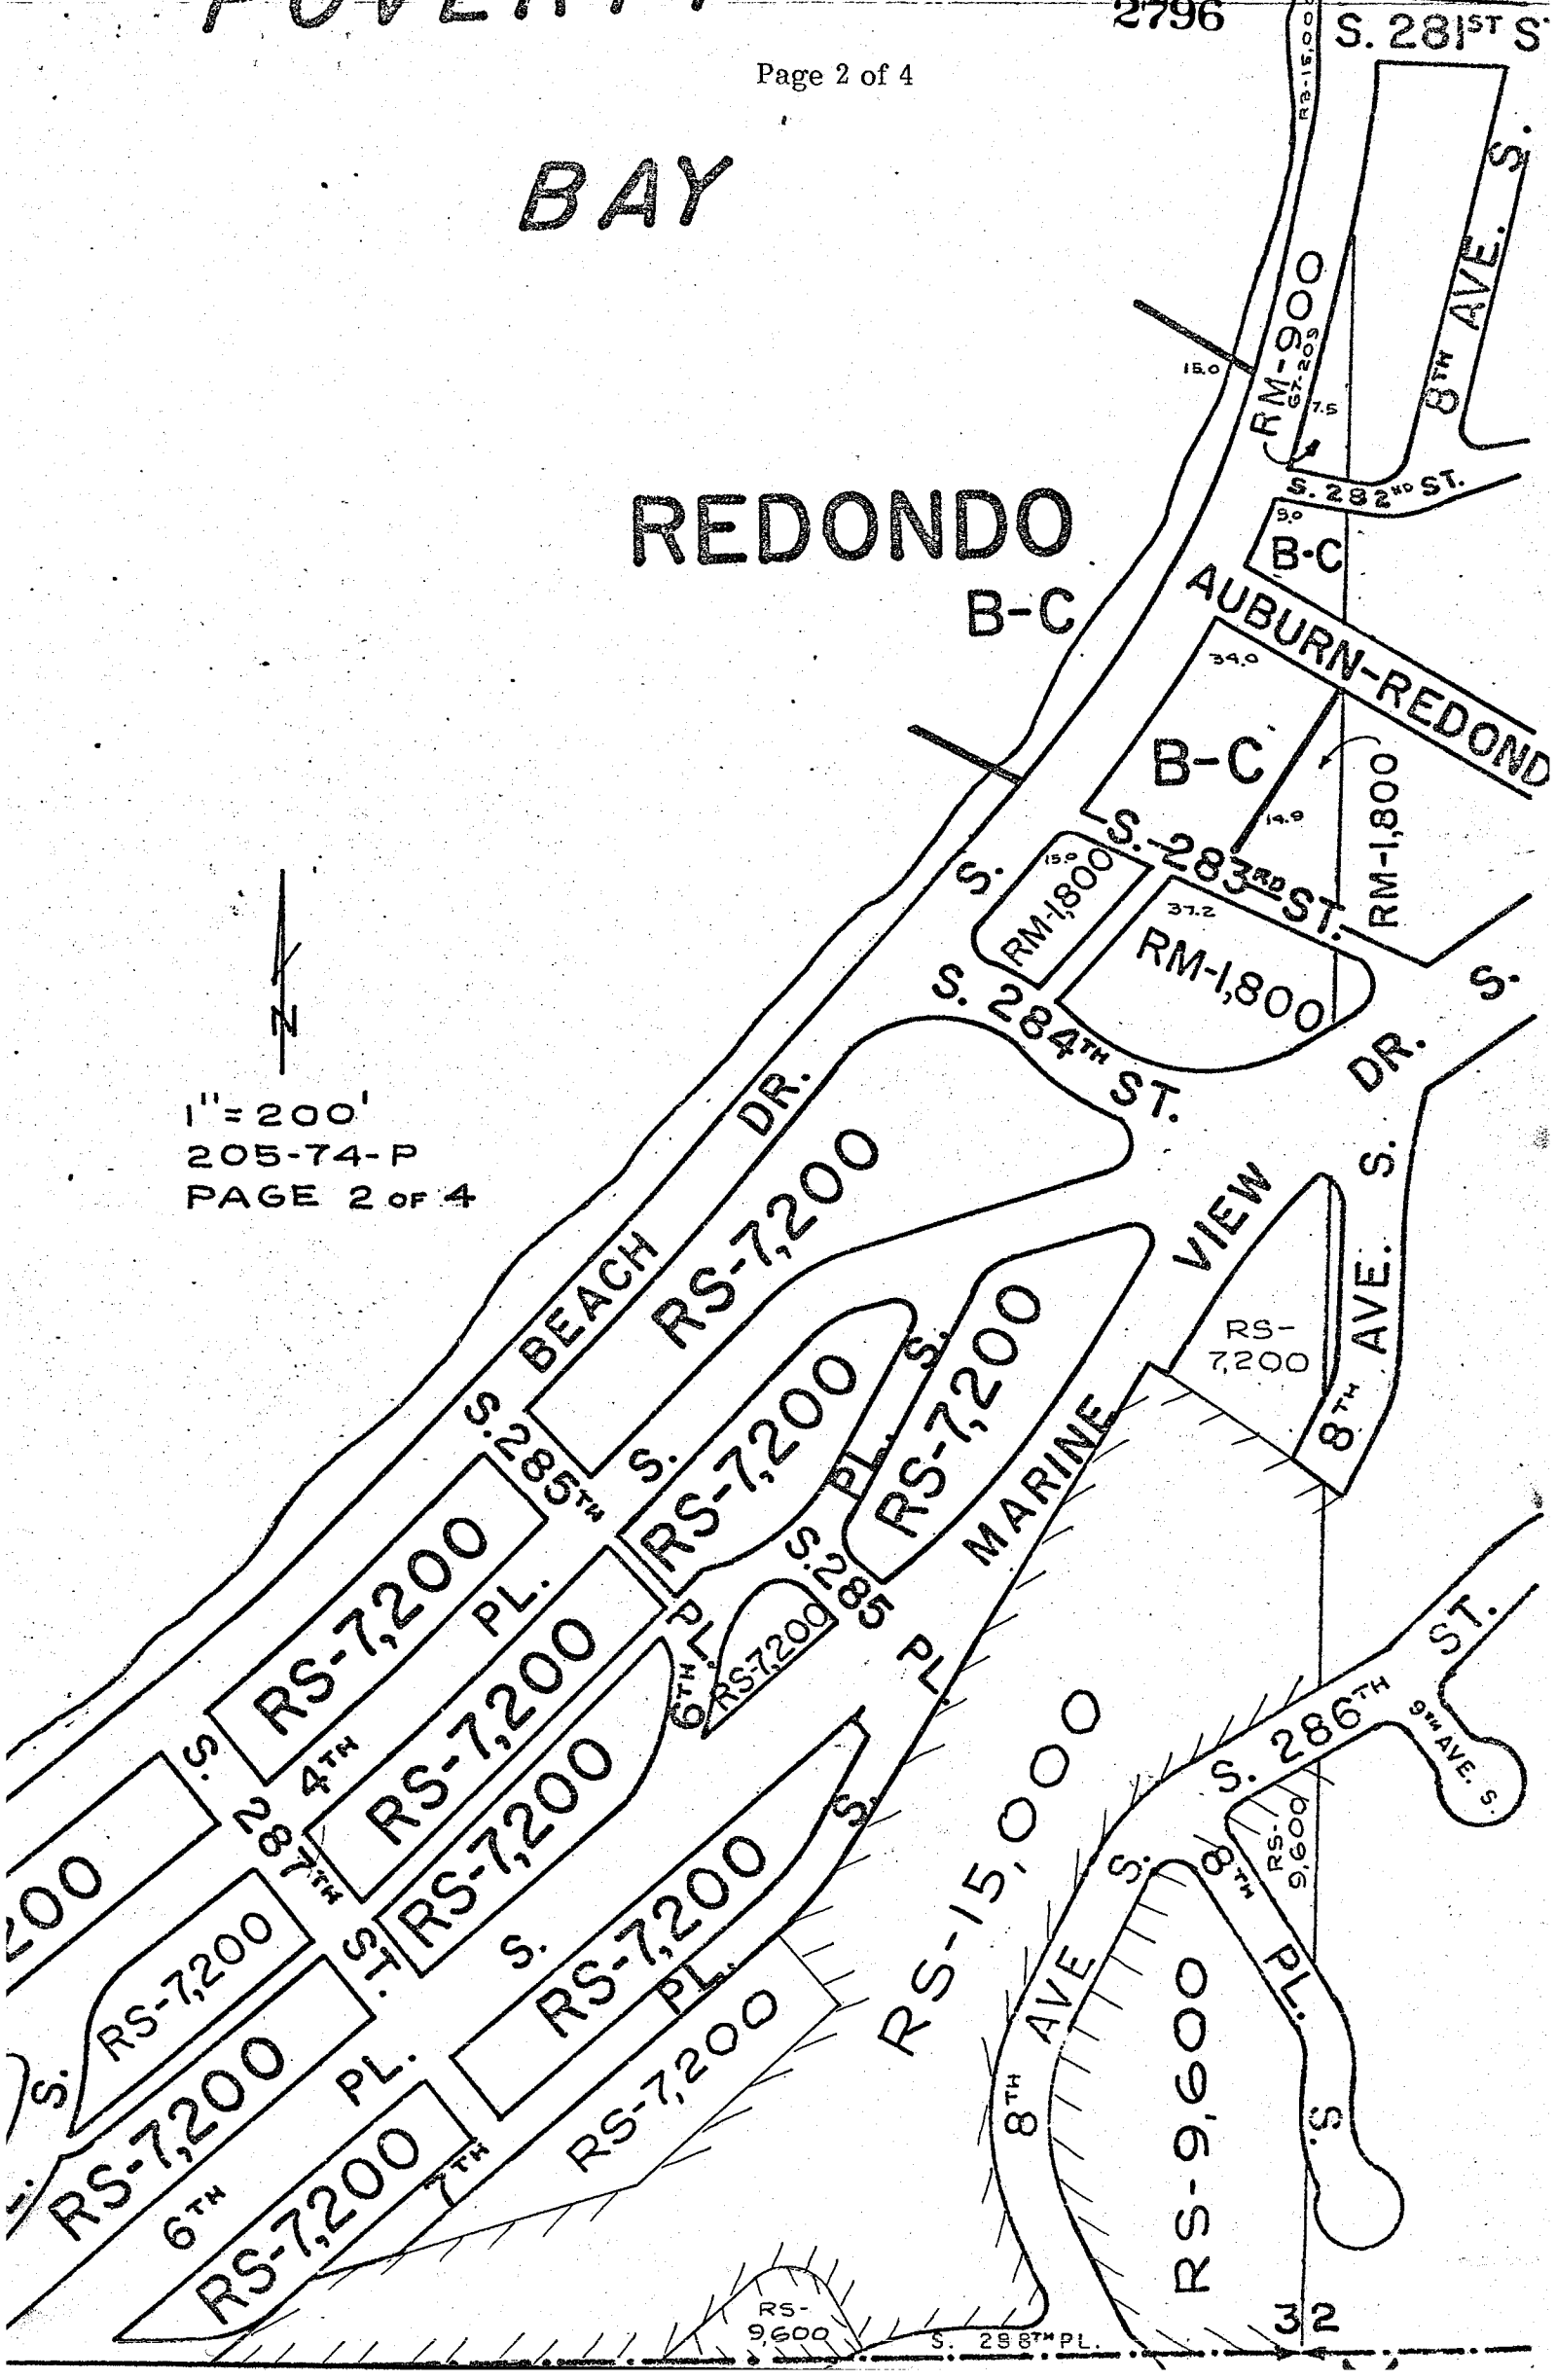 2796
S. 281ST S
Page 2 of 4
BAY
RB-15,00
8TH AVE. S.
RM-900
67-209
15.0
7.5
S. 282ND ST.
REDONDO
B-C
9.0
B-C
AUBURN-REDOND
34.0
B-C
14.9
RM-1,800
S. 283RD ST.
15.0
RM-1,800
37.2
RM-1,800
S. 284TH ST.
N
1"=200'
205-74-P
PAGE 2 OF 4
S. BEACH DR. S.
RS-7,200
S. MARINE VIEW DR. S.
8TH AVE. S.
RS-
7,200
RS-7,200
RS-7,200
S. 285TH PL.
PL. S.
S. 285 PL.
RS-7,200
4TH PL. S.
RS-7,200
6TH
RS-7,200
RS-7,200
RS-15,000
S. 286TH ST.
9TH AVE. S.
S. 287TH ST.
RS-7,200
RS-
9,600
8TH PL. S.
8TH AVE S.
RS-9,600
200
RS-7,200
RS-7,200
S.
6TH PL. S.
RS-7,200
7TH PL. S.
RS-7,200
RS-
9,600
S. 298TH PL.
32